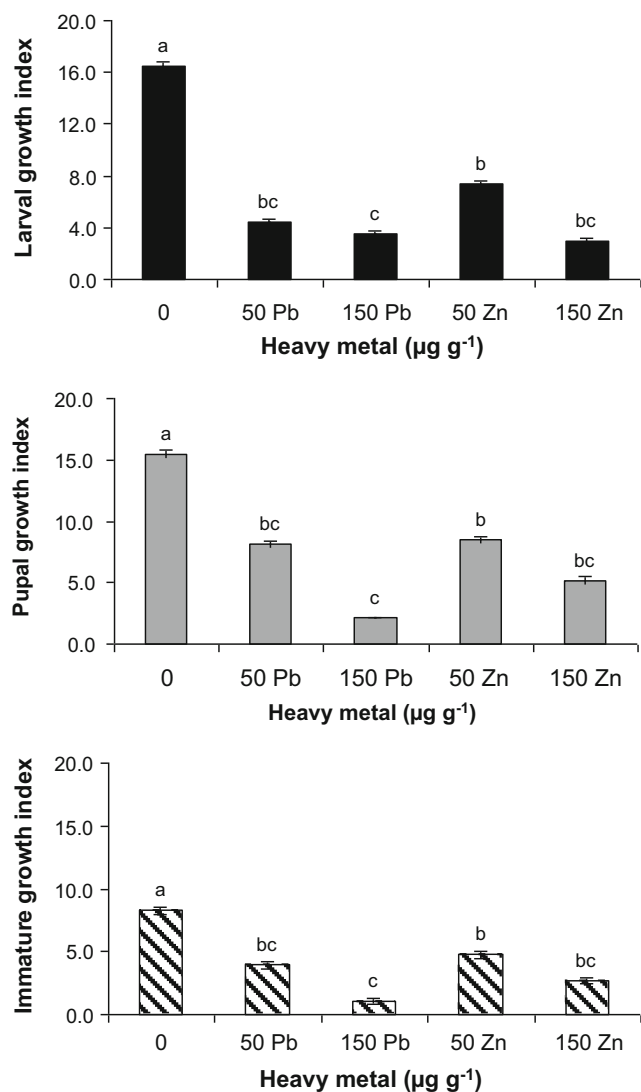 Larval growth index
20.0
16.0
12.0
8.0
4.0
0.0
a
bc
c
b
bc
0 50 Pb 150 Pb 50 Zn 150 Zn
Heavy metal (µg g⁻¹)
Pupal growth index
20.0
15.0
10.0
5.0
0.0
a
bc
c
b
bc
0 50 Pb 150 Pb 50 Zn 150 Zn
Heavy metal (µg g⁻¹)
Immature growth index
20.0
15.0
10.0
5.0
0.0
a
bc
c
b
bc
0 50 Pb 150 Pb 50 Zn 150 Zn
Heavy metal (µg g⁻¹)